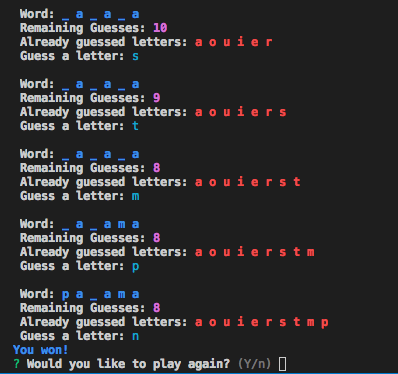 Word: _ a _ a _ a
Remaining Guesses: 10
Already guessed letters: a o u i e r
Guess a letter: s
Word: _ a _ a _ a
Remaining Guesses: 9
Already guessed letters: a o u i e r s
Guess a letter: t
Word: _ a _ a _ a
Remaining Guesses: 8
Already guessed letters: a o u i e r s t
Guess a letter: m
Word: _ a _ a m a
Remaining Guesses: 8
Already guessed letters: a o u i e r s t m
Guess a letter: p
Word: p a _ a m a
Remaining Guesses: 8
Already guessed letters: a o u i e r s t m p
Guess a letter: n
You won!
? Would you like to play again? (Y/n)